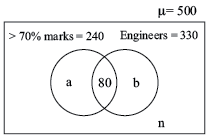 μ= 500
> 70% marks = 240 Engineers = 330
a 80 b
n